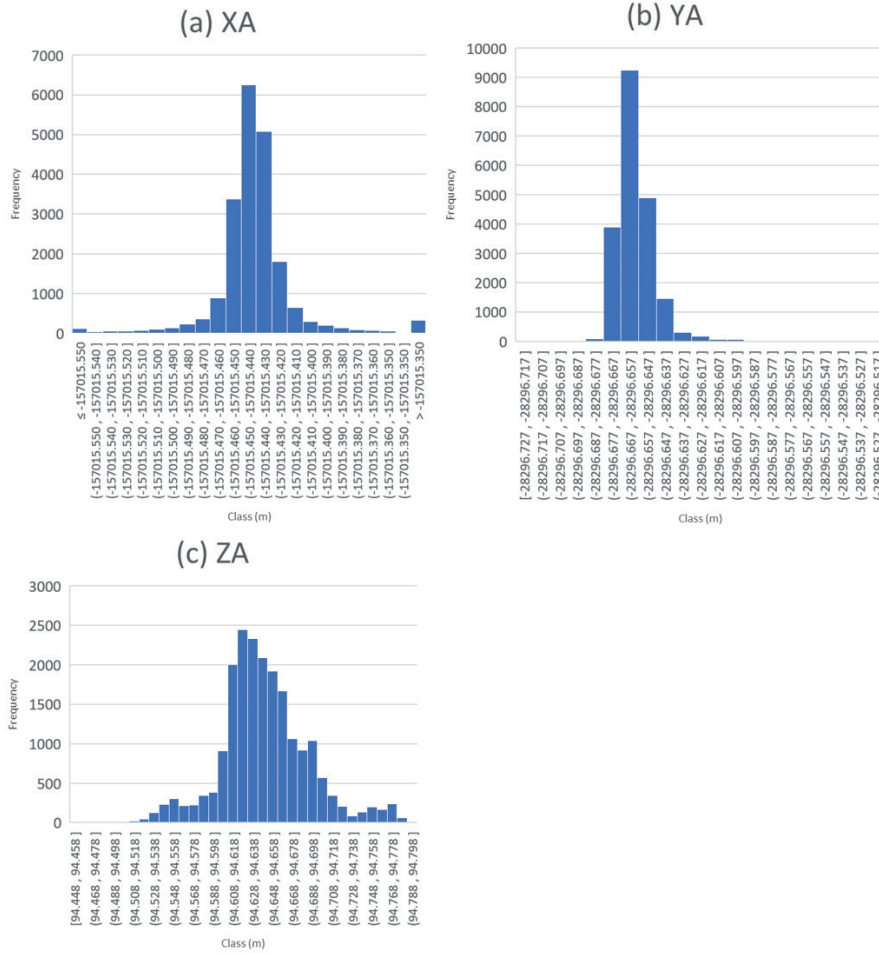 (a) XA
7000
6000
5000
4000
3000
2000
1000
0
Frequency
≤ -157015.550
(-157015.550 , -157015.540 ]
(-157015.540 , -157015.530 ]
(-157015.530 , -157015.520 ]
(-157015.520 , -157015.510 ]
(-157015.510 , -157015.500 ]
(-157015.500 , -157015.490 ]
(-157015.490 , -157015.480 ]
(-157015.480 , -157015.470 ]
(-157015.470 , -157015.460 ]
(-157015.460 , -157015.450 ]
(-157015.450 , -157015.440 ]
(-157015.440 , -157015.430 ]
(-157015.430 , -157015.420 ]
(-157015.420 , -157015.410 ]
(-157015.410 , -157015.400 ]
(-157015.400 , -157015.390 ]
(-157015.390 , -157015.380 ]
(-157015.380 , -157015.370 ]
(-157015.370 , -157015.360 ]
(-157015.360 , -157015.350 ]
(-157015.350 , -157015.350 ]
> -157015.350
Class (m)
(b) YA
10000
9000
8000
7000
6000
5000
4000
3000
2000
1000
0
Frequency
[-28296.727 , -28296.717]
(-28296.717 , -28296.707]
(-28296.707 , -28296.697]
(-28296.697 , -28296.687]
(-28296.687 , -28296.677]
(-28296.677 , -28296.667]
(-28296.667 , -28296.657]
(-28296.657 , -28296.647]
(-28296.647 , -28296.637]
(-28296.637 , -28296.627]
(-28296.627 , -28296.617]
(-28296.617 , -28296.607]
(-28296.607 , -28296.597]
(-28296.597 , -28296.587]
(-28296.587 , -28296.577]
(-28296.577 , -28296.567]
(-28296.567 , -28296.557]
(-28296.557 , -28296.547]
(-28296.547 , -28296.537]
(-28296.537 , -28296.527]
(-28296.527 , -28296.517]
Class (m)
(c) ZA
3000
2500
2000
1500
1000
500
0
Frequency
[94.448 , 94.458 ]
(94.468 , 94.478 ]
(94.488 , 94.498 ]
(94.508 , 94.518 ]
(94.528 , 94.538 ]
(94.548 , 94.558 ]
(94.568 , 94.578 ]
(94.588 , 94.598 ]
(94.608 , 94.618 ]
(94.628 , 94.638 ]
(94.648 , 94.658 ]
(94.668 , 94.678 ]
(94.688 , 94.698 ]
(94.708 , 94.718 ]
(94.728 , 94.738 ]
(94.748 , 94.758 ]
(94.768 , 94.778 ]
(94.788 , 94.798 ]
Class (m)